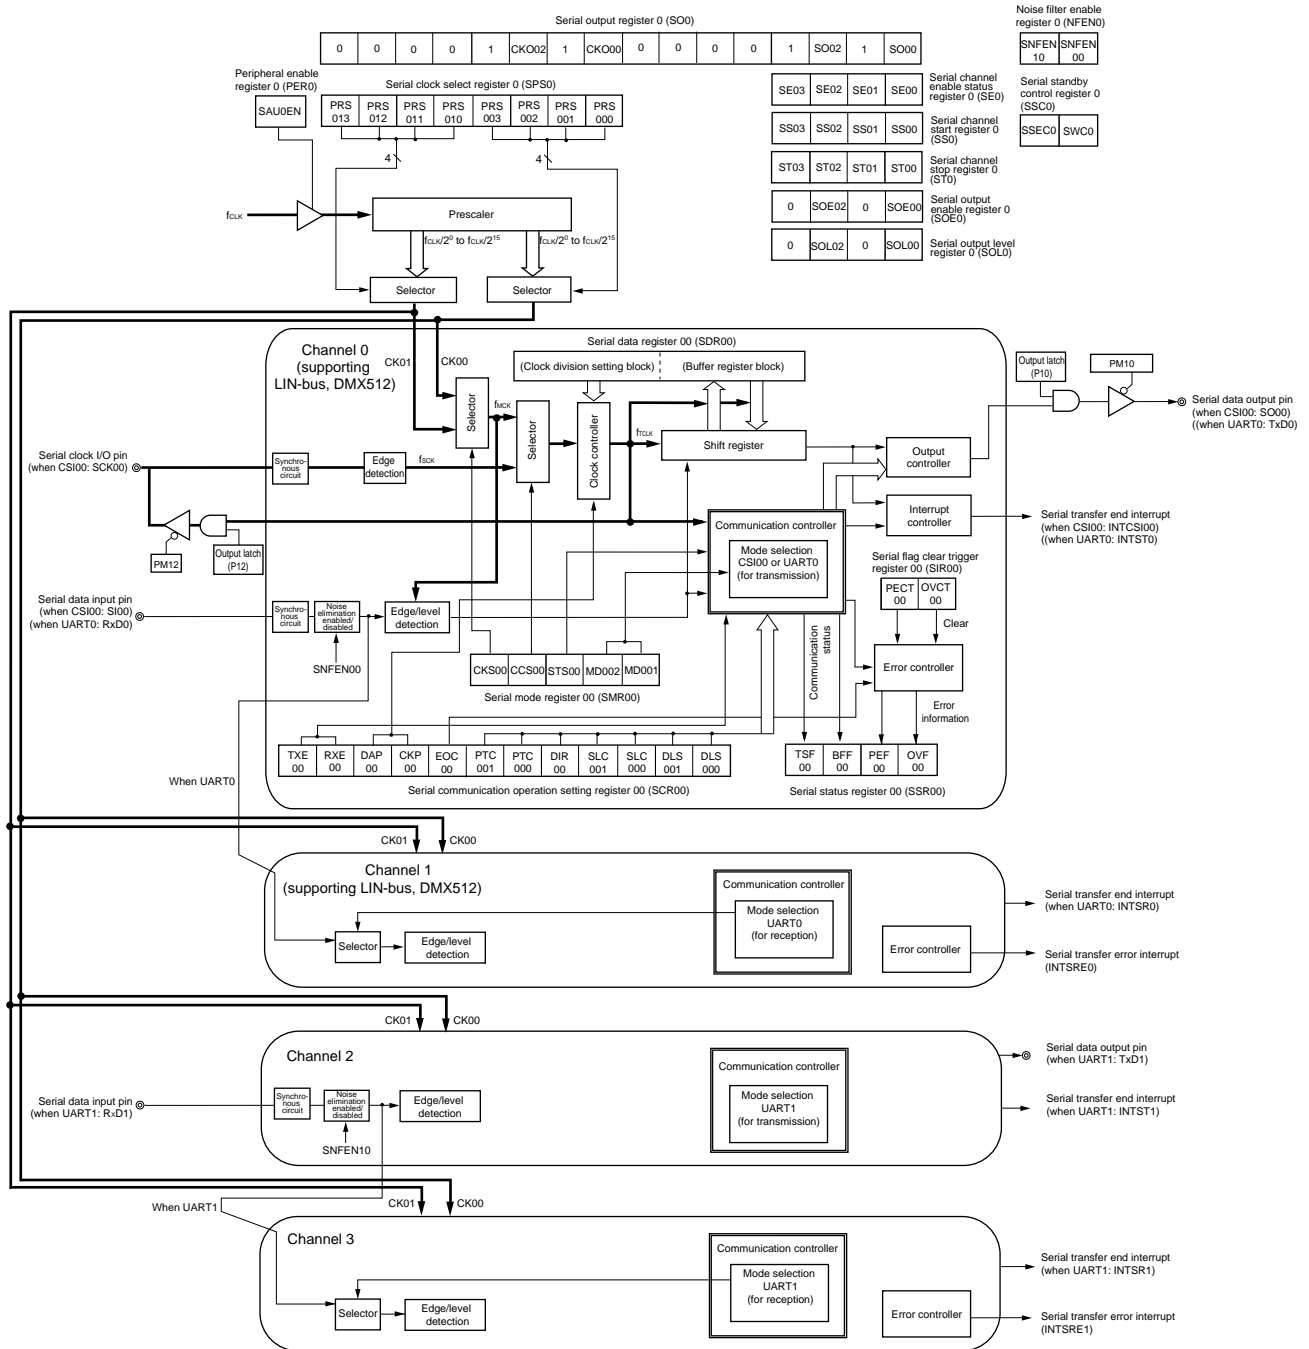 Serial output register 0 (SO0)
0 0 0 0 1 CKO02 1 CKO00 0 0 0 0 1 SO02 1 SO00
Noise filter enable
register 0 (NFEN0)
SNFEN
10
SNFEN
00
Peripheral enable
register 0 (PER0)
SAU0EN
Serial clock select register 0 (SPS0)
PRS
013
PRS
012
PRS
011
PRS
010
PRS
003
PRS
002
PRS
001
PRS
000
4
4
SE03 SE02 SE01 SE00
Serial channel
enable status
register 0 (SE0)
Serial standby
control register 0
(SSC0)
SSEC0 SWC0
SS03 SS02 SS01 SS00
Serial channel
start register 0
(SS0)
ST03 ST02 ST01 ST00
Serial channel
stop register 0
(ST0)
0 SOE02 0 SOE00
Serial output
enable register 0
(SOE0)
0 SOL02 0 SOL00
Serial output level
register 0 (SOL0)
fCLK
Prescaler
fCLK/2⁰ to fCLK/2¹⁵
fCLK/2⁰ to fCLK/2¹⁵
Selector
Selector
Channel 0
(supporting
LIN-bus, DMX512)
CK01
CK00
Serial data register 00 (SDR00)
(Clock division setting block)
(Buffer register block)
Selector
fMCK
Selector
Clock controller
fTCLK
Shift register
Output latch
(P10)
PM10
Serial data output pin
(when CSI00: SO00)
((when UART0: TxD0)
Output
controller
Serial clock I/O pin
(when CSI00: SCK00)
Synchro-
nous
circuit
Edge
detection
fSCK
Interrupt
controller
Serial transfer end interrupt
(when CSI00: INTCSI00)
((when UART0: INTST0)
PM12
Output latch
(P12)
Communication controller
Mode selection
CSI00 or UART0
(for transmission)
Serial flag clear trigger
register 00 (SIR00)
PECT
00
OVCT
00
Clear
Serial data input pin
(when CSI00: SI00)
(when UART0: RxD0)
Synchro-
nous
circuit
Noise
elimination
enabled/
disabled
Edge/level
detection
SNFEN00
CKS00 CCS00 STS00 MD002 MD001
Serial mode register 00 (SMR00)
Communication
status
Error controller
Error
information
When UART0
TXE
00
RXE
00
DAP
00
CKP
00
EOC
00
PTC
001
PTC
000
DIR
00
SLC
001
SLC
000
DLS
001
DLS
000
Serial communication operation setting register 00 (SCR00)
TSF
00
BFF
00
PEF
00
OVF
00
Serial status register 00 (SSR00)
CK01
CK00
Channel 1
(supporting LIN-bus, DMX512)
Communication controller
Mode selection
UART0
(for reception)
Selector
Edge/level
detection
Error controller
Serial transfer end interrupt
(when UART0: INTSR0)
Serial transfer error interrupt
(INTSRE0)
CK01
CK00
Channel 2
Communication controller
Mode selection
UART1
(for transmission)
Serial data output pin
(when UART1: TxD1)
Serial data input pin
(when UART1: RxD1)
Synchro-
nous
circuit
Noise
elimination
enabled/
disabled
Edge/level
detection
SNFEN10
Serial transfer end interrupt
(when UART1: INTST1)
CK01
CK00
When UART1
Channel 3
Communication controller
Mode selection
UART1
(for reception)
Selector
Edge/level
detection
Error controller
Serial transfer end interrupt
(when UART1: INTSR1)
Serial transfer error interrupt
(INTSRE1)